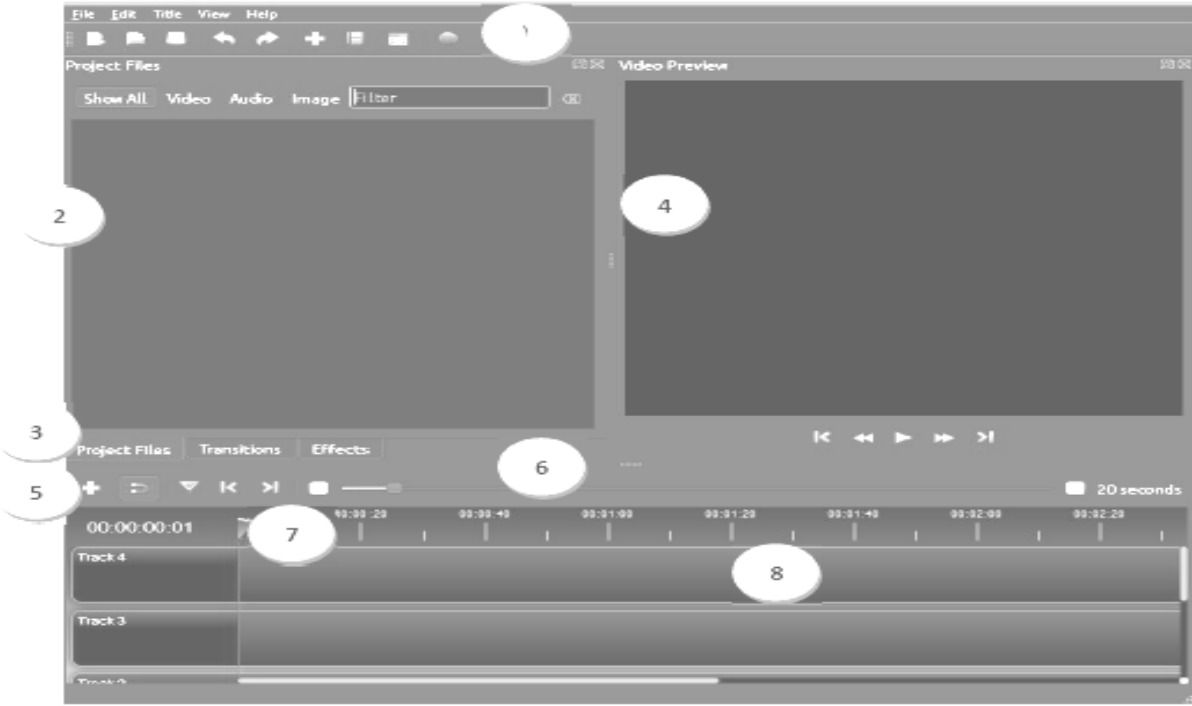 File Edit Title View Help
١
Project Files
Video Preview
Show All Video Audio Image Filter
2
4
3
Project Files Transitions Effects
6
5
20 seconds
00:00:00:01
00:00:20 00:00:40 00:01:00 00:01:20 00:01:40 00:02:00 00:02:20
7
Track 4
8
Track 3
Track 2